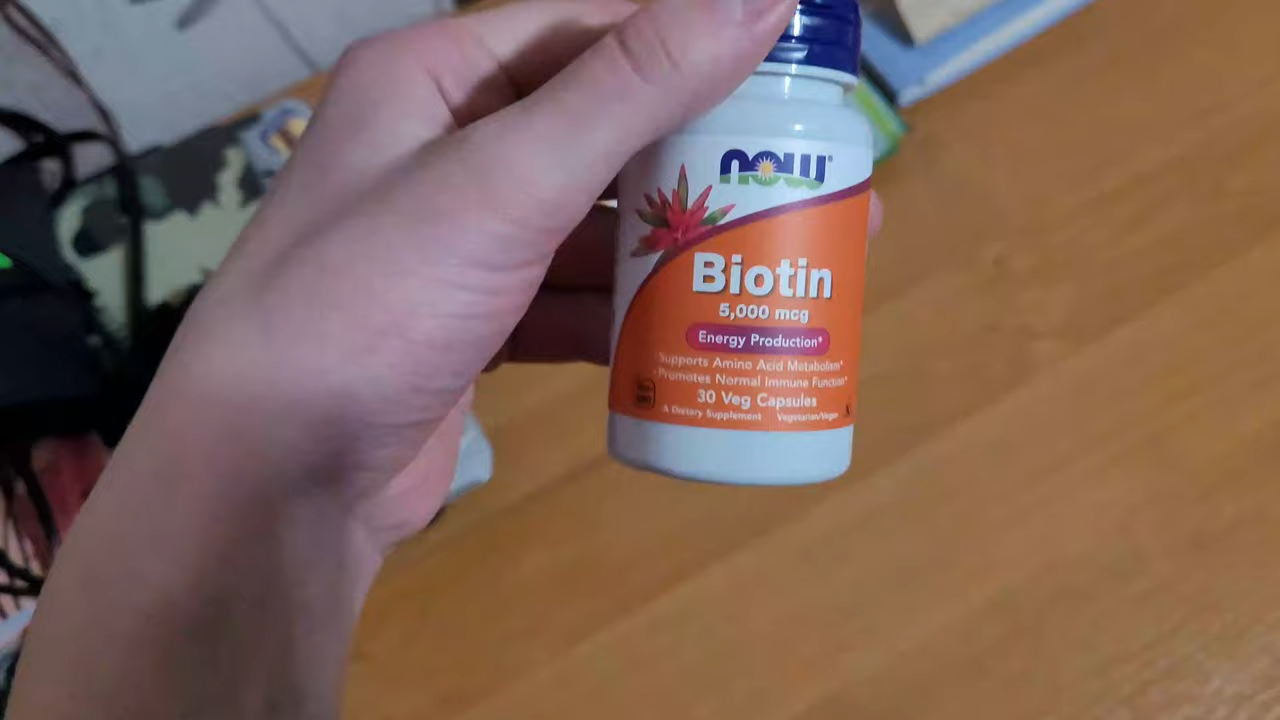 NOW®
Biotin
5,000 mcg
Energy Production*
• Supports Amino Acid Metabolism*
• Promotes Normal Immune Function*
30 Veg Capsules
A Dietary Supplement Vegetarian/Vegan